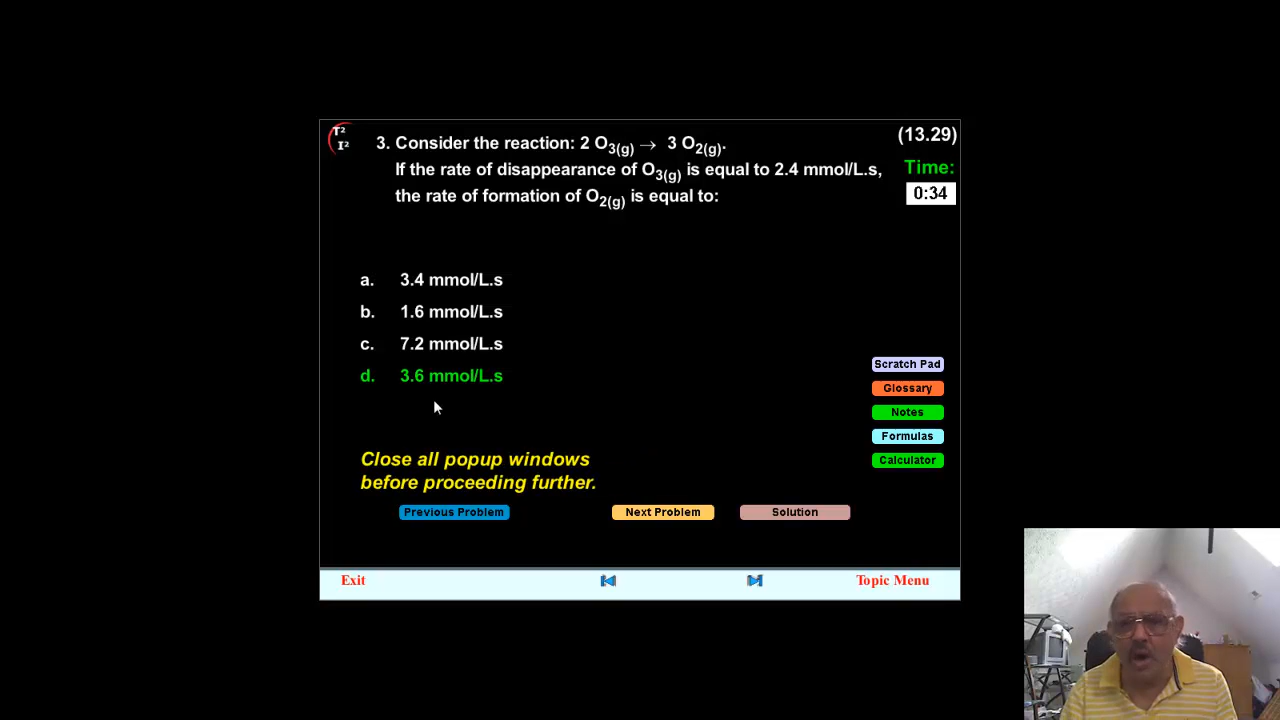 T²
I²
3. Consider the reaction: 2 O3(g) → 3 O2(g).
(13.29)
If the rate of disappearance of O3(g) is equal to 2.4 mmol/L.s,
Time:
the rate of formation of O2(g) is equal to:
0:34
a. 3.4 mmol/L.s
b. 1.6 mmol/L.s
c. 7.2 mmol/L.s
d. 3.6 mmol/L.s
Scratch Pad
Glossary
Notes
Formulas
Calculator
Close all popup windows
before proceeding further.
Previous Problem
Next Problem
Solution
Exit
Topic Menu